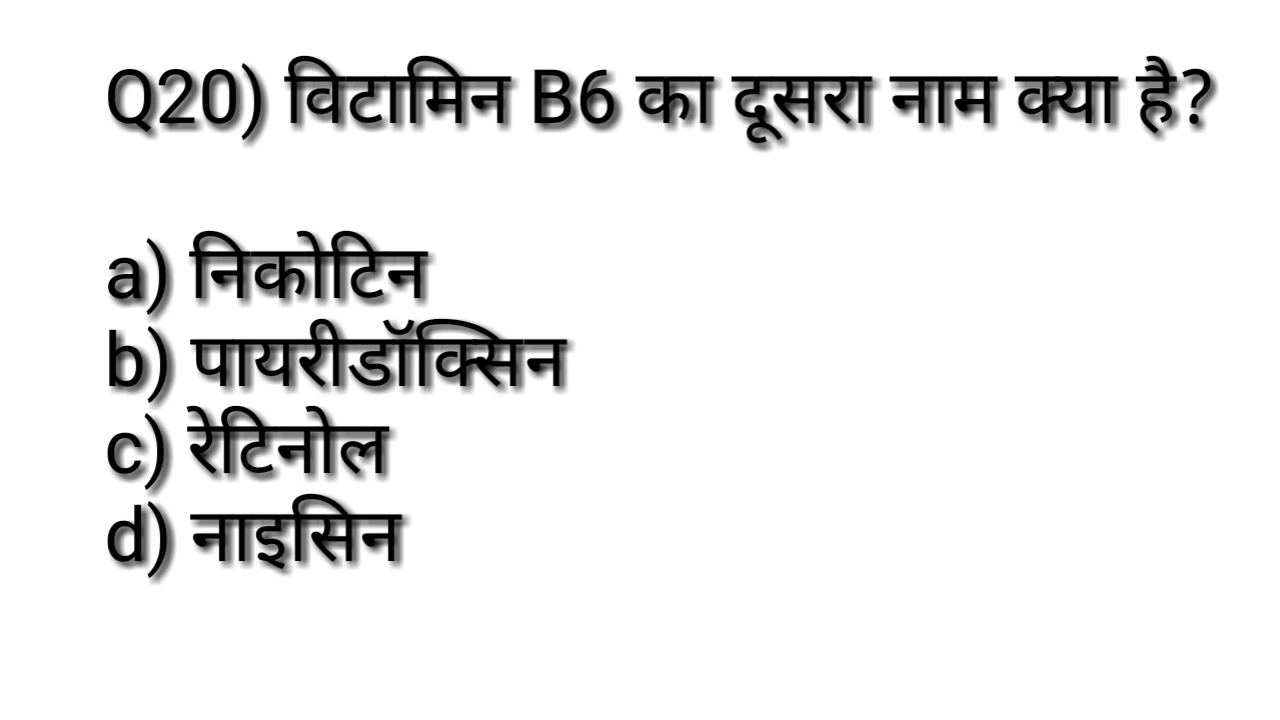 Q20) विटामिन B6 का दूसरा नाम क्या है?
a) निकोटिन
b) पायरीडॉक्सिन
c) रेटिनोल
d) नाइसिन